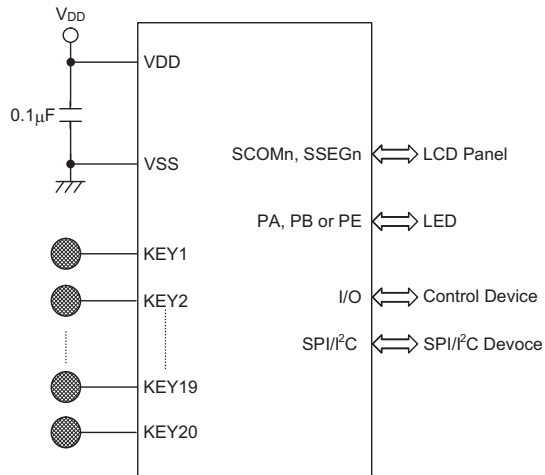 VDD
VDD
0.1μF
VSS
SCOMn, SSEGn
LCD Panel
PA, PB or PE
LED
KEY1
KEY2
I/O
Control Device
SPI/I²C
SPI/I²C Devoce
KEY19
KEY20